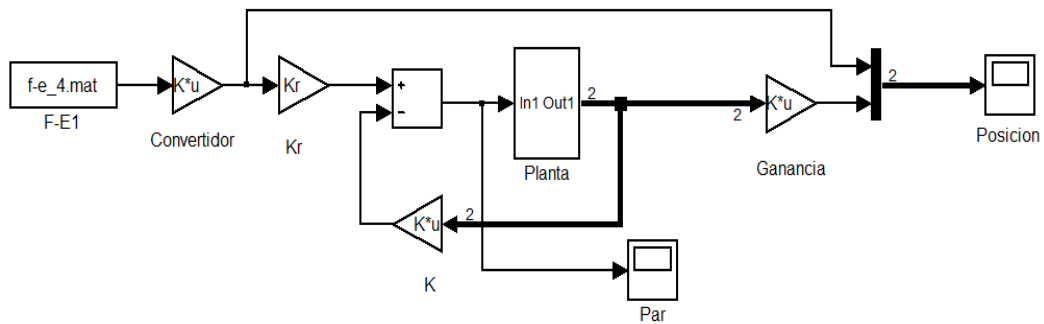 f-e_4.mat
F-E1
K*u
Convertidor
Kr
Kr
+
-
In1 Out1
Planta
2
2
K*u
Ganancia
2
Posicion
K*u
2
K
Par